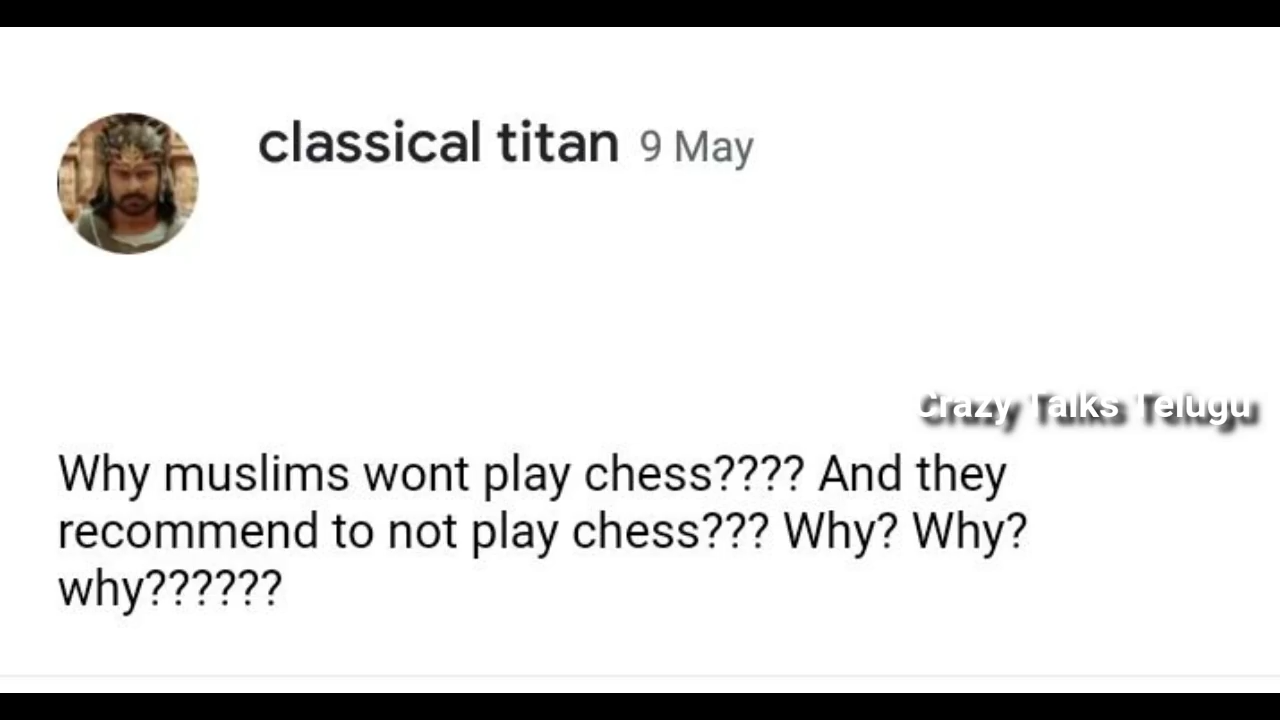 classical titan 9 May
Crazy Talks Telugu
Why muslims wont play chess???? And they
recommend to not play chess??? Why? Why?
why??????